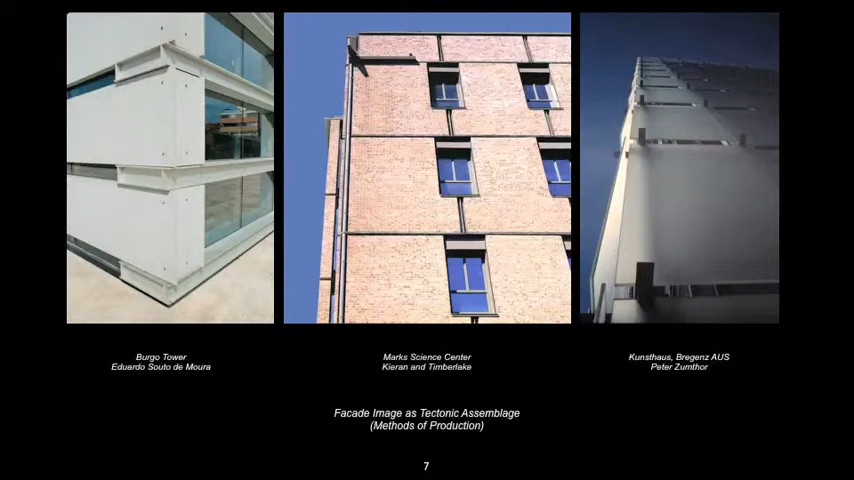 Burgo Tower
Eduardo Souto de Moura
Marks Science Center
Kieran and Timberlake
Kunsthaus, Bregenz AUS
Peter Zumthor
Facade Image as Tectonic Assemblage
(Methods of Production)
7